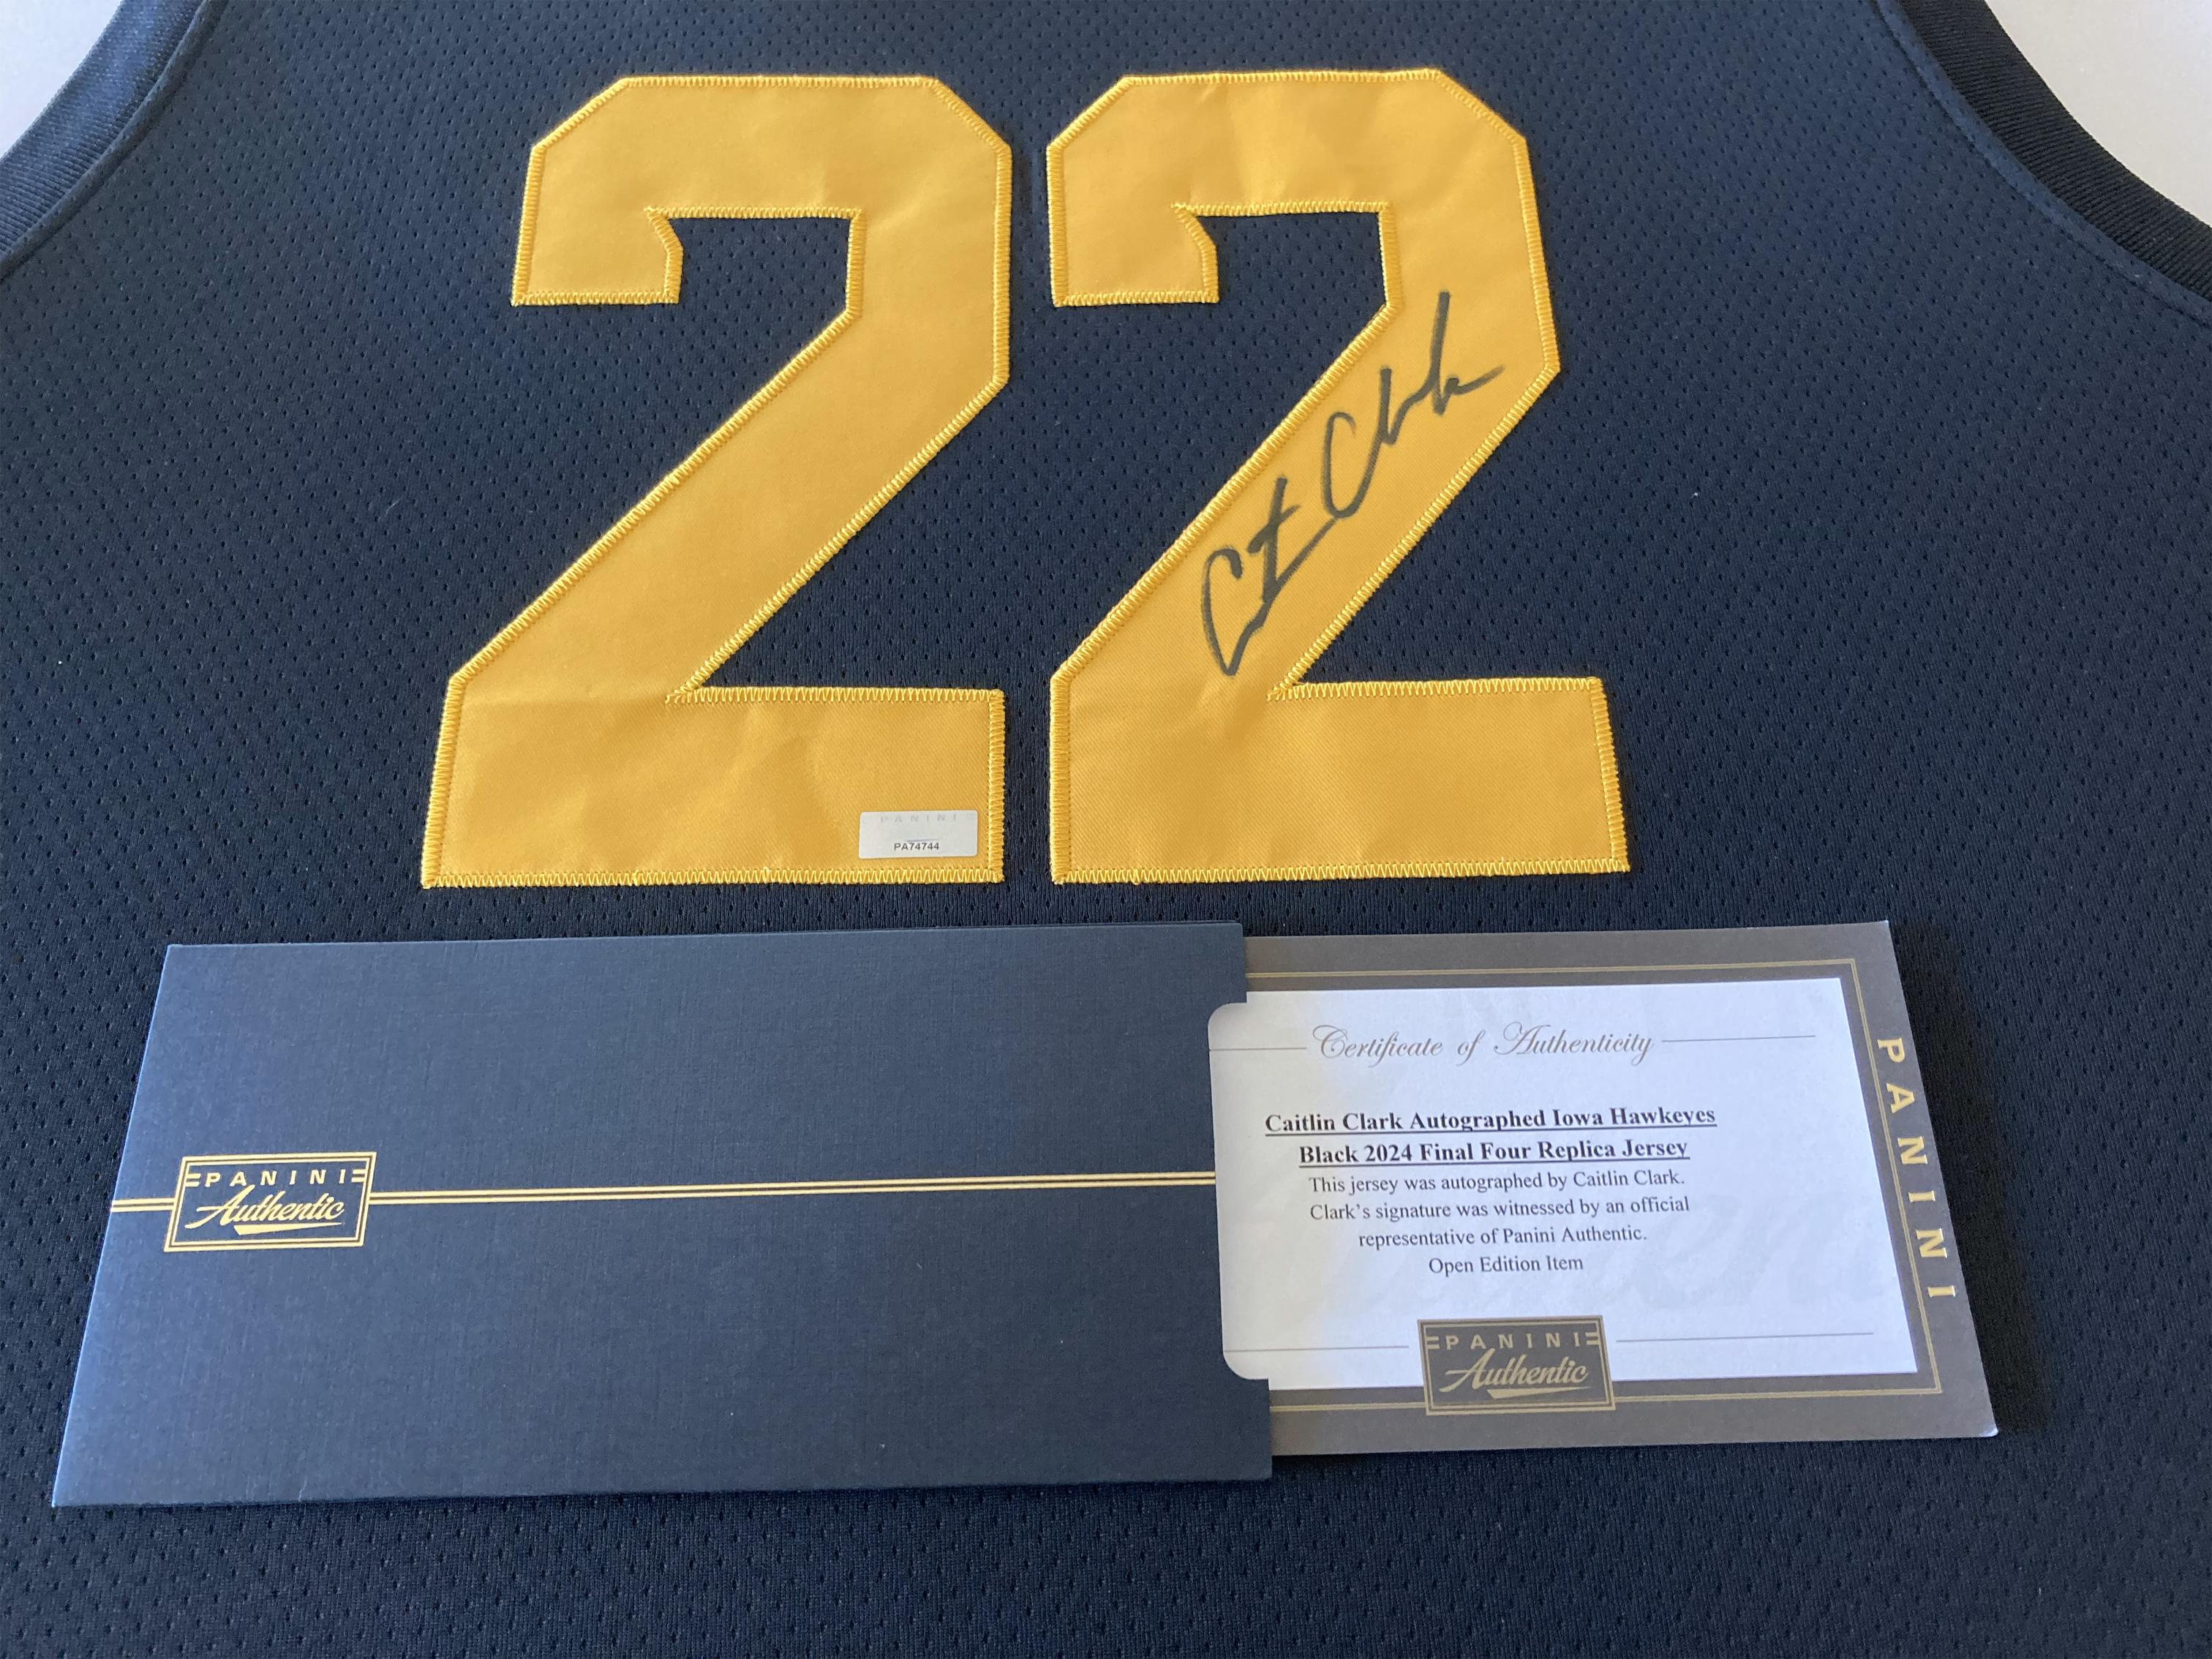 22
Caitlin Clark
PANINI
PA74744
PANINI
Authentic
Certificate of Authenticity
Caitlin Clark Autographed Iowa Hawkeyes
Black 2024 Final Four Replica Jersey
This jersey was autographed by Caitlin Clark.
Clark's signature was witnessed by an official
representative of Panini Authentic.
Open Edition Item
PANINI
Authentic
PANINI